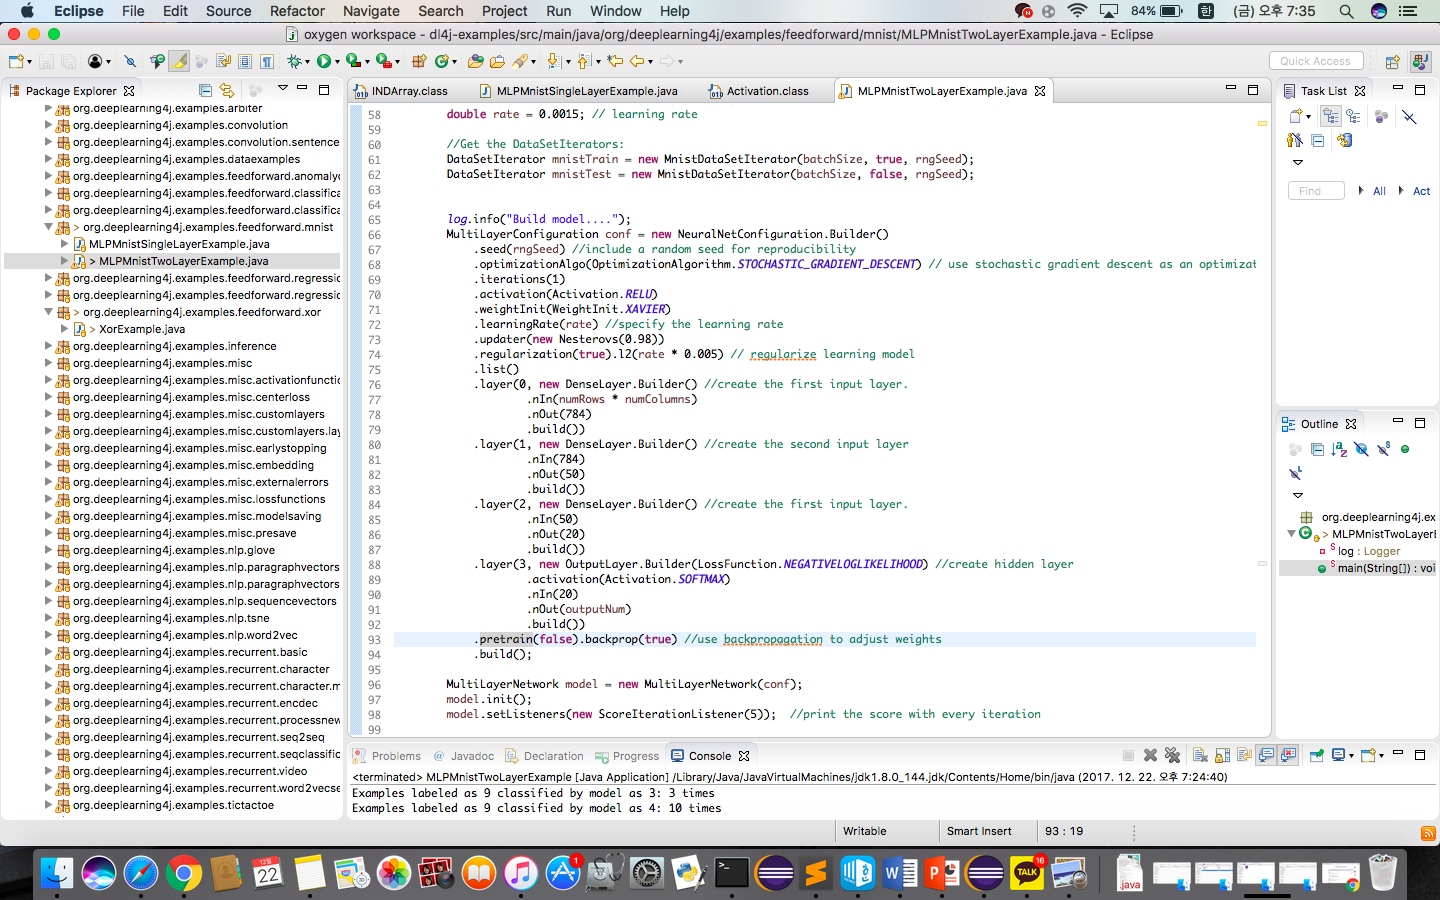 Eclipse File Edit Source Refactor Navigate Search Project Run Window Help 84% 한 (금) 오후 7:35
oxygen workspace - dl4j-examples/src/main/java/org/deeplearning4j/examples/feedforward/mnist/MLPMnistTwoLayerExample.java - Eclipse
Quick Access
Package Explorer
org.deeplearning4j.examples.arbiter
org.deeplearning4j.examples.convolution
org.deeplearning4j.examples.convolution.sentence
org.deeplearning4j.examples.dataexamples
org.deeplearning4j.examples.feedforward.anomaly
org.deeplearning4j.examples.feedforward.classifica
org.deeplearning4j.examples.feedforward.classifica
> org.deeplearning4j.examples.feedforward.mnist
MLPMnistSingleLayerExample.java
> MLPMnistTwoLayerExample.java
org.deeplearning4j.examples.feedforward.regressi
org.deeplearning4j.examples.feedforward.regressi
> org.deeplearning4j.examples.feedforward.xor
> XorExample.java
org.deeplearning4j.examples.inference
org.deeplearning4j.examples.misc
org.deeplearning4j.examples.misc.activationfunctic
org.deeplearning4j.examples.misc.centerloss
org.deeplearning4j.examples.misc.customlayers
org.deeplearning4j.examples.misc.customlayers.lay
org.deeplearning4j.examples.misc.earlystopping
org.deeplearning4j.examples.misc.embedding
org.deeplearning4j.examples.misc.externalerrors
org.deeplearning4j.examples.misc.lossfunctions
org.deeplearning4j.examples.misc.modelsaving
org.deeplearning4j.examples.misc.presave
org.deeplearning4j.examples.nlp.glove
org.deeplearning4j.examples.nlp.paragraphvectors
org.deeplearning4j.examples.nlp.paragraphvectors
org.deeplearning4j.examples.nlp.sequencevectors
org.deeplearning4j.examples.nlp.tsne
org.deeplearning4j.examples.nlp.word2vec
org.deeplearning4j.examples.recurrent.basic
org.deeplearning4j.examples.recurrent.character
org.deeplearning4j.examples.recurrent.character.m
org.deeplearning4j.examples.recurrent.encdec
org.deeplearning4j.examples.recurrent.processnew
org.deeplearning4j.examples.recurrent.seq2seq
org.deeplearning4j.examples.recurrent.seqclassific
org.deeplearning4j.examples.recurrent.video
org.deeplearning4j.examples.recurrent.word2vecse
org.deeplearning4j.examples.tictactoe
INDArray.class MLPMnistSingleLayerExample.java Activation.class MLPMnistTwoLayerExample.java
58 double rate = 0.0015; // learning rate
59
60 //Get the DataSetIterators:
61 DataSetIterator mnistTrain = new MnistDataSetIterator(batchSize, true, rngSeed);
62 DataSetIterator mnistTest = new MnistDataSetIterator(batchSize, false, rngSeed);
63
64
65 log.info("Build model....");
66 MultiLayerConfiguration conf = new NeuralNetConfiguration.Builder()
67 .seed(rngSeed) //include a random seed for reproducibility
68 .optimizationAlgo(OptimizationAlgorithm.STOCHASTIC_GRADIENT_DESCENT) // use stochastic gradient descent as an optimizat
69 .iterations(1)
70 .activation(Activation.RELU)
71 .weightInit(WeightInit.XAVIER)
72 .learningRate(rate) //specify the learning rate
73 .updater(new Nesterovs(0.98))
74 .regularization(true).l2(rate * 0.005) // regularize learning model
75 .list()
76 .layer(0, new DenseLayer.Builder() //create the first input layer.
77 .nIn(numRows * numColumns)
78 .nOut(784)
79 .build())
80 .layer(1, new DenseLayer.Builder() //create the second input layer
81 .nIn(784)
82 .nOut(50)
83 .build())
84 .layer(2, new DenseLayer.Builder() //create the first input layer.
85 .nIn(50)
86 .nOut(20)
87 .build())
88 .layer(3, new OutputLayer.Builder(LossFunction.NEGATIVELOGLIKELIHOOD) //create hidden layer
89 .activation(Activation.SOFTMAX)
90 .nIn(20)
91 .nOut(outputNum)
92 .build())
93 .pretrain(false).backprop(true) //use backpropagation to adjust weights
94 .build();
95
96 MultiLayerNetwork model = new MultiLayerNetwork(conf);
97 model.init();
98 model.setListeners(new ScoreIterationListener(5)); //print the score with every iteration
99
Task List
Find All Act
Outline
org.deeplearning4j.ex
> MLPMnistTwoLayerE
log : Logger
main(String[]) : voi
Problems Javadoc Declaration Progress Console
<terminated> MLPMnistTwoLayerExample [Java Application] /Library/Java/JavaVirtualMachines/jdk1.8.0_144.jdk/Contents/Home/bin/java (2017. 12. 22. 오후 7:24:40)
Examples labeled as 9 classified by model as 3: 3 times
Examples labeled as 9 classified by model as 4: 10 times
Writable Smart Insert 93 : 19
12월
22
1
TALK
16
.java